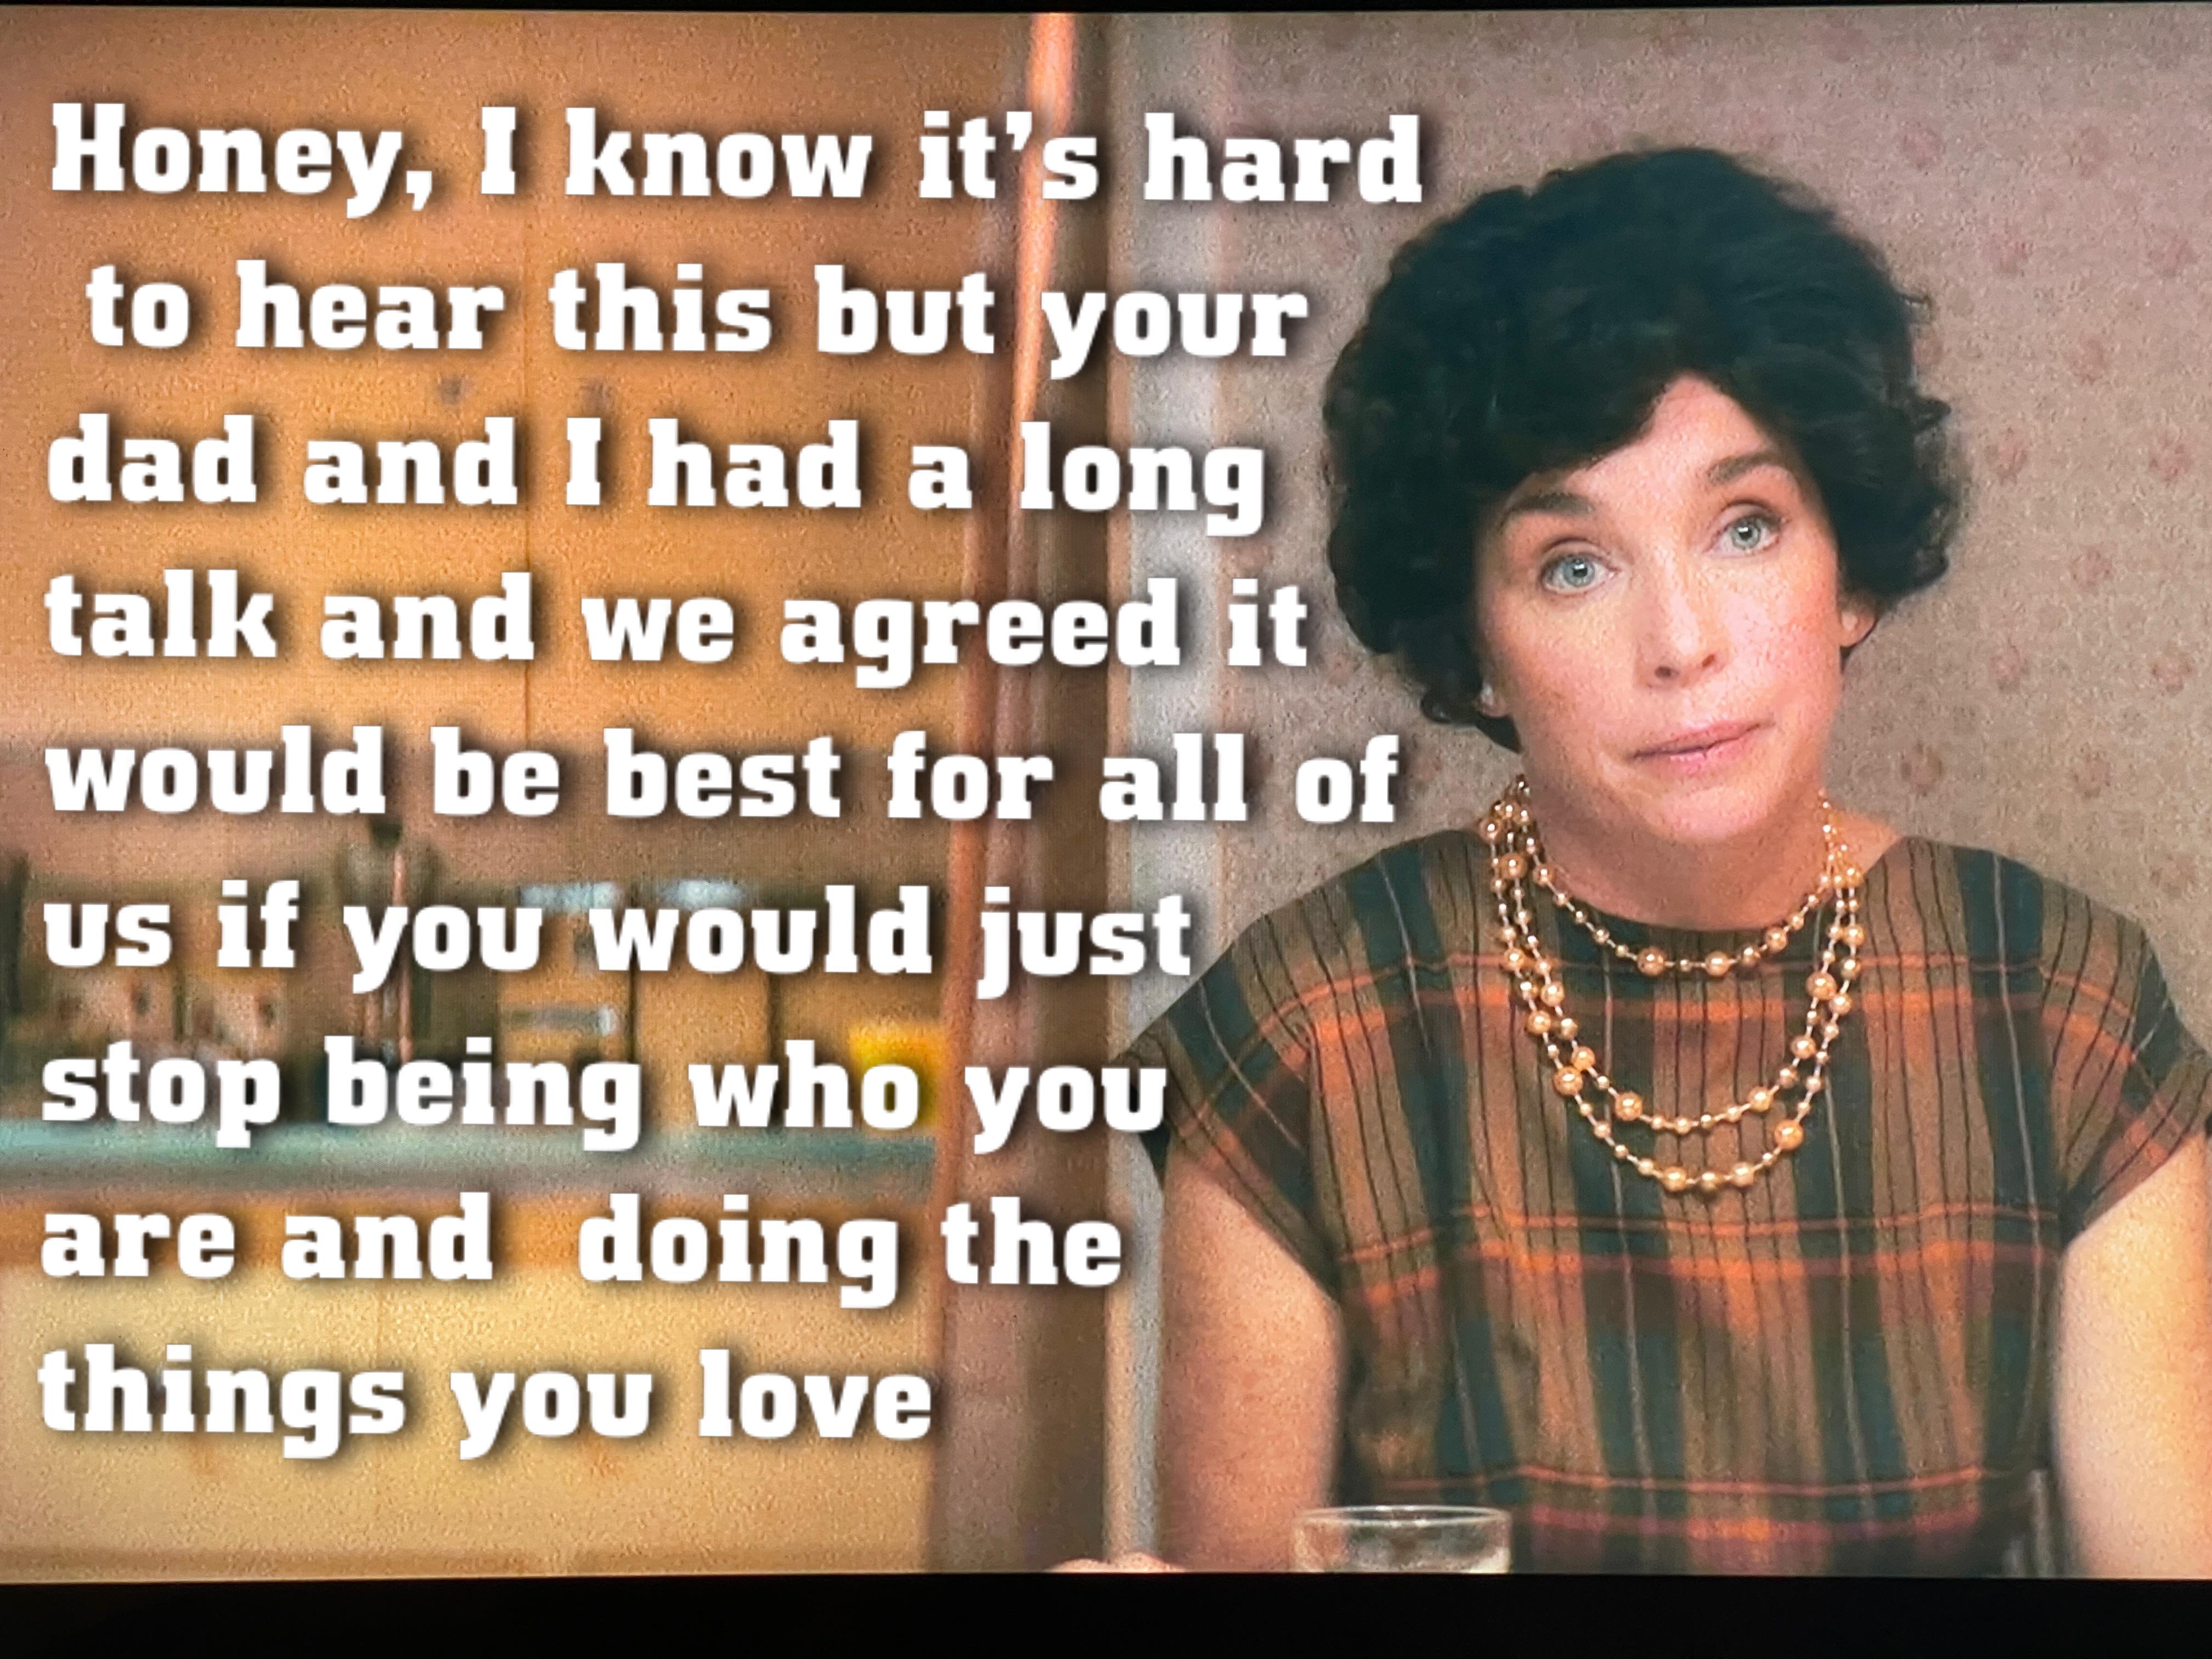 Honey, I know it's hard
to hear this but your
dad and I had a long
talk and we agreed it
would be best for all of
us if you would just
stop being who you
are and doing the
things you love